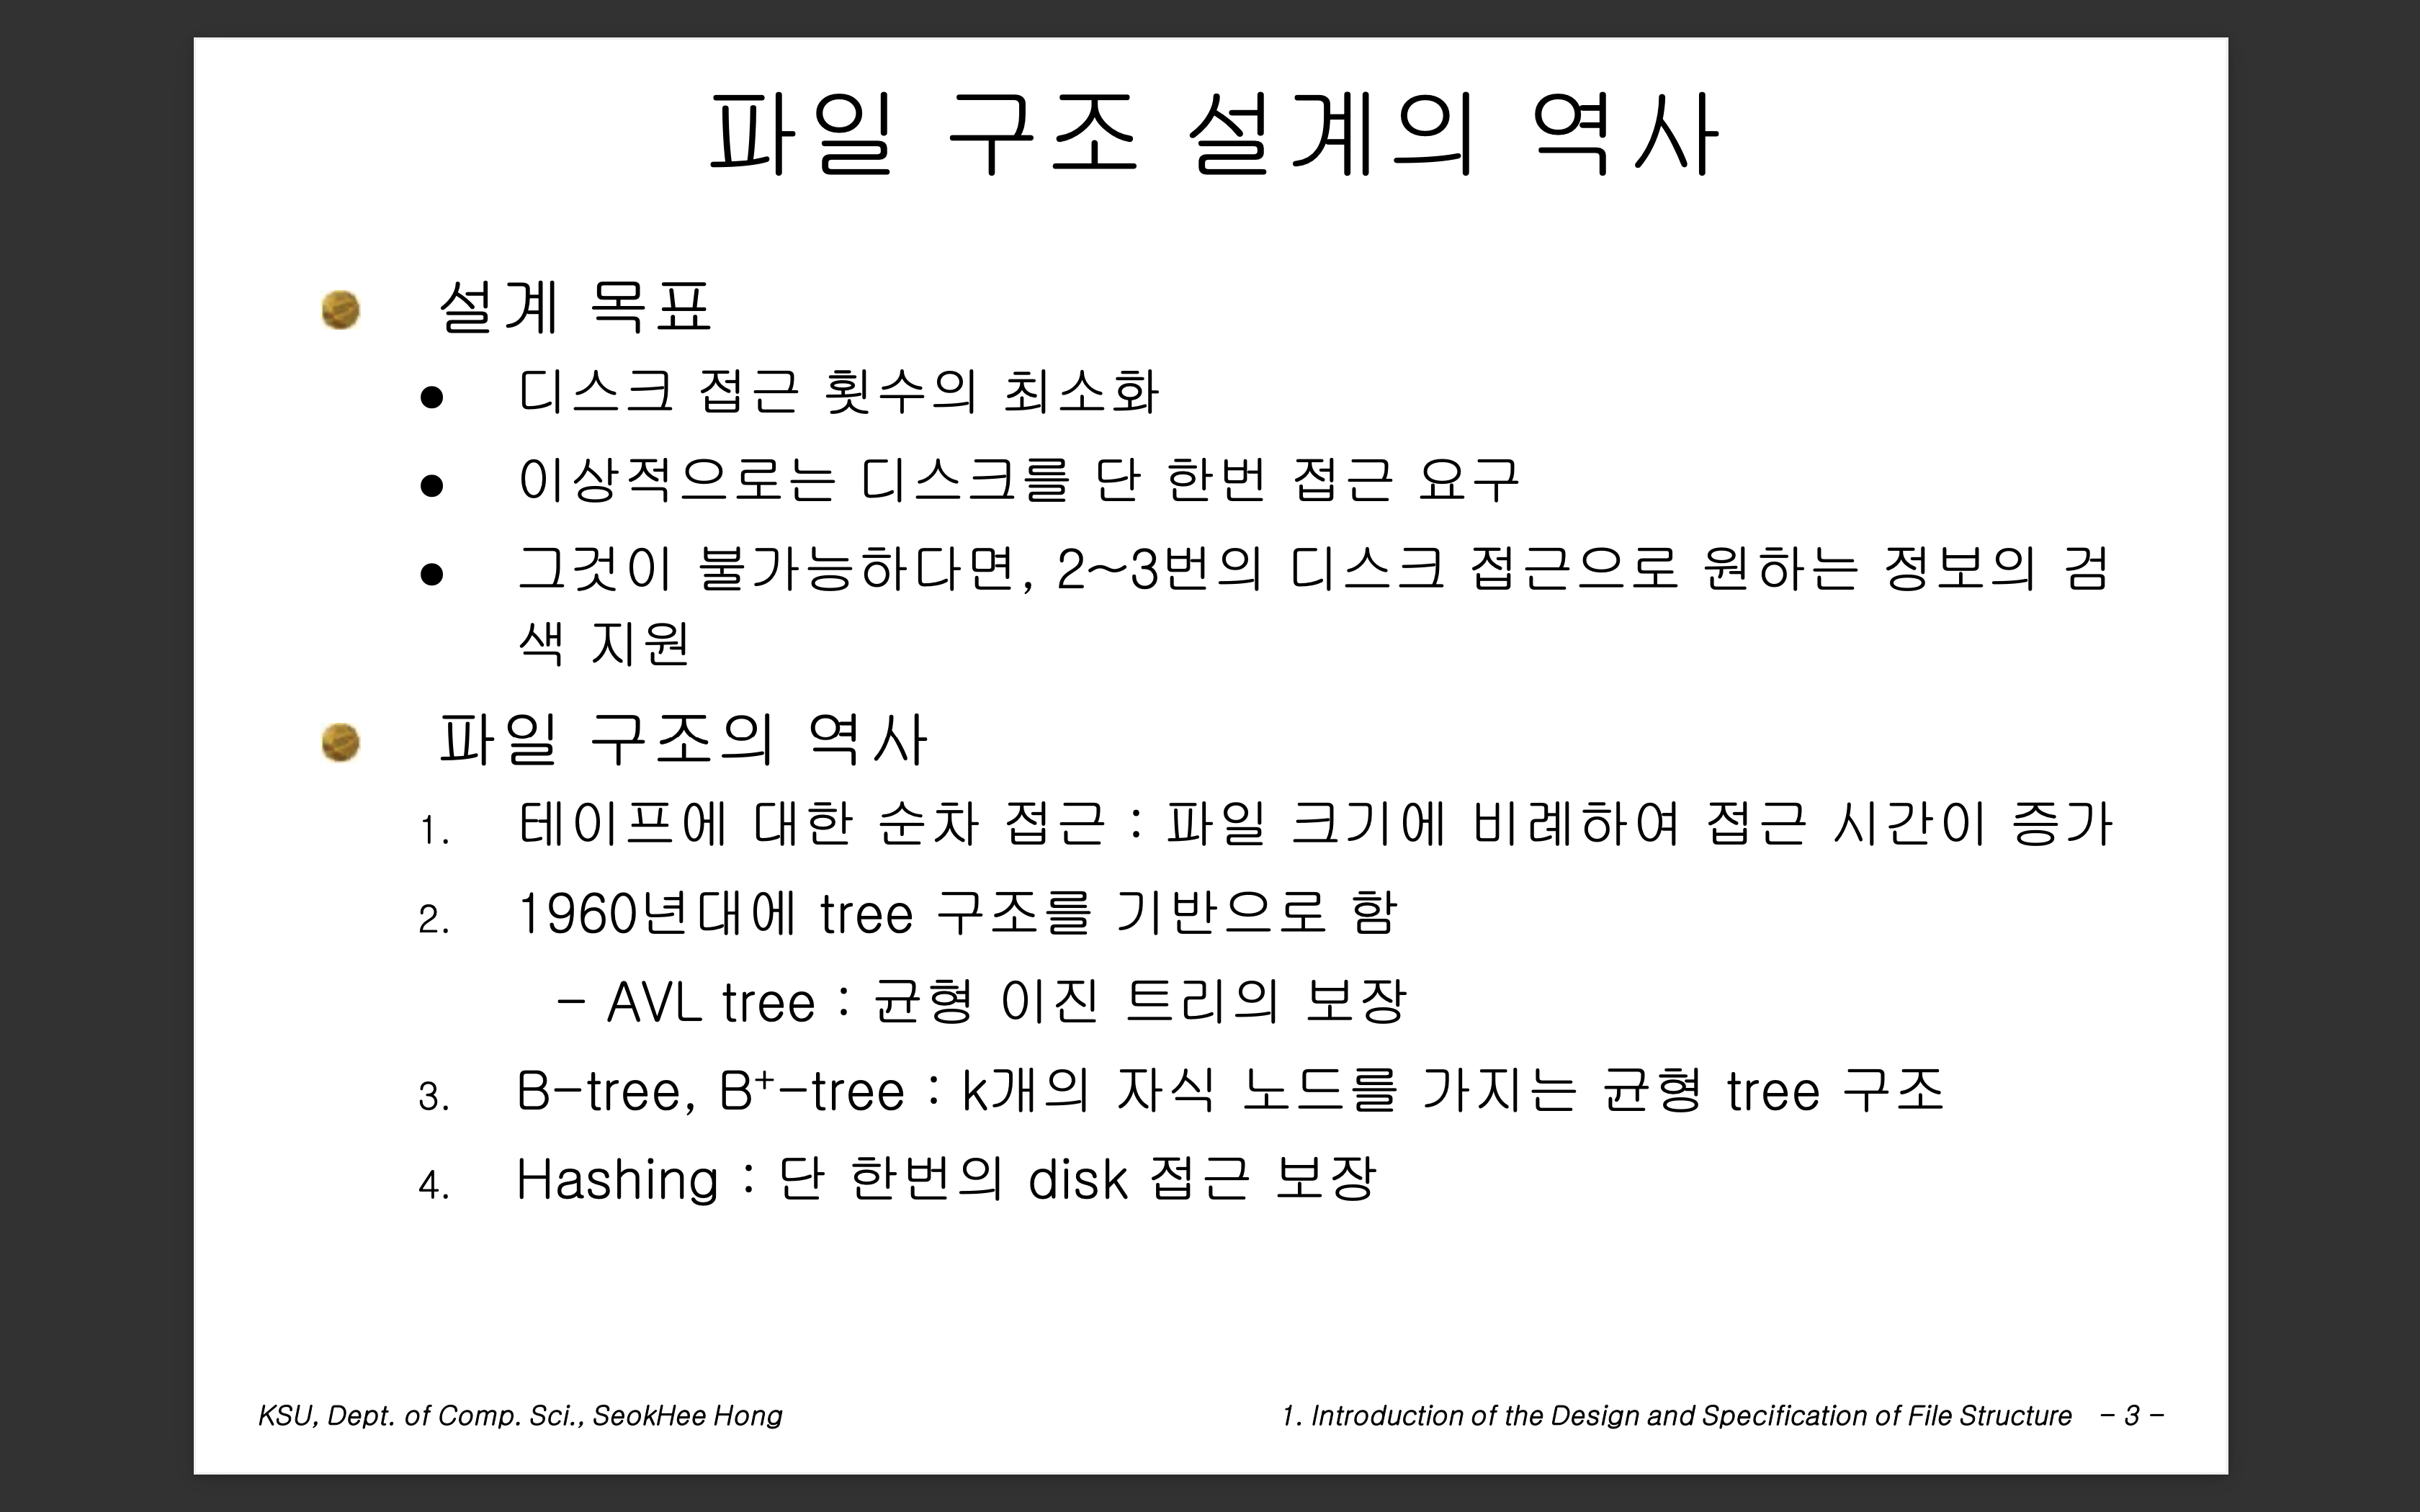 파일 구조 설계의 역사
설계 목표
● 디스크 접근 횟수의 최소화
● 이상적으로는 디스크를 단 한번 접근 요구
● 그것이 불가능하다면, 2~3번의 디스크 접근으로 원하는 정보의 검
색 지원
파일 구조의 역사
1. 테이프에 대한 순차 접근 : 파일 크기에 비례하여 접근 시간이 증가
2. 1960년대에 tree 구조를 기반으로 함
- AVL tree : 균형 이진 트리의 보장
3. B-tree, B⁺-tree : k개의 자식 노드를 가지는 균형 tree 구조
4. Hashing : 단 한번의 disk 접근 보장
KSU, Dept. of Comp. Sci., SeokHee Hong
1. Introduction of the Design and Specification of File Structure - 3 -